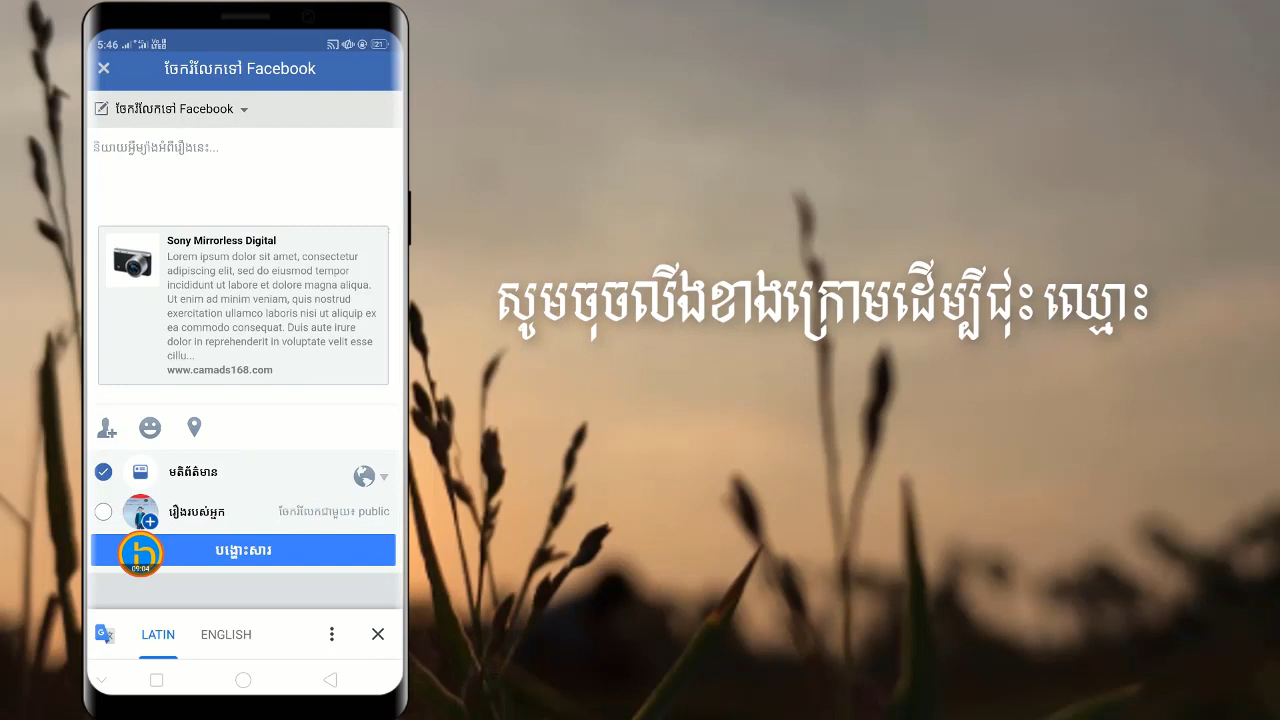 5:46
21
ចែករំលែកទៅ Facebook
ចែករំលែកទៅ Facebook
និយាយអ្វីម្យ៉ាងអំពីរឿងនេះ...
Sony Mirrorless Digital
Lorem ipsum dolor sit amet, consectetur
adipiscing elit, sed do eiusmod tempor
incididunt ut labore et dolore magna aliqua.
Ut enim ad minim veniam, quis nostrud
exercitation ullamco laboris nisi ut aliquip ex
ea commodo consequat. Duis aute irure
dolor in reprehenderit in voluptate velit esse
cillu...
www.camads168.com
មតិព័ត៌មាន
រឿងរបស់អ្នក
ចែករំលែកជាមួយ៖ public
បង្ហោះសារ
09:04
LATIN ENGLISH
សូមចុចលីងខាងក្រោមដើម្បីជុះ ឈ្មោះ